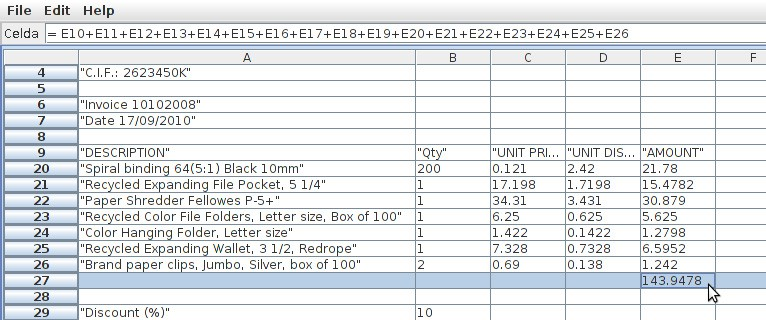 File Edit Help
Celda = E10+E11+E12+E13+E14+E15+E16+E17+E18+E19+E20+E21+E22+E23+E24+E25+E26
A B C D E F
4 "C.I.F.: 2623450K"
5
6 "Invoice 10102008"
7 "Date 17/09/2010"
8
9 "DESCRIPTION" "Qty" "UNIT PRI... "UNIT DIS... "AMOUNT"
20 "Spiral binding 64(5:1) Black 10mm" 200 0.121 2.42 21.78
21 "Recycled Expanding File Pocket, 5 1/4" 1 17.198 1.7198 15.4782
22 "Paper Shredder Fellowes P-5+" 1 34.31 3.431 30.879
23 "Recycled Color File Folders, Letter size, Box of 100" 1 6.25 0.625 5.625
24 "Color Hanging Folder, Letter size" 1 1.422 0.1422 1.2798
25 "Recycled Expanding Wallet, 3 1/2, Redrope" 1 7.328 0.7328 6.5952
26 "Brand paper clips, Jumbo, Silver, box of 100" 2 0.69 0.138 1.242
27 143.9478
28
29 "Discount (%)" 10